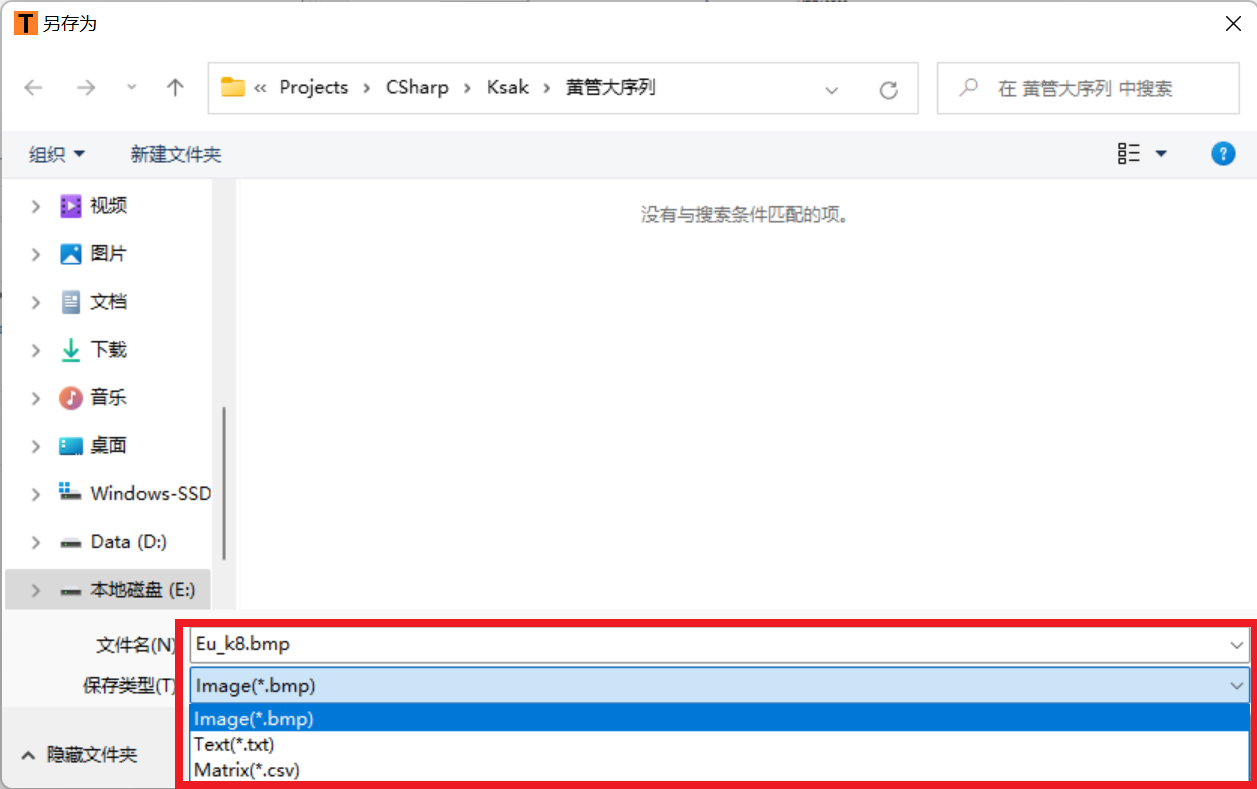 T 另存为
« Projects › CSharp › Ksak › 黄管大序列
在 黄管大序列 中搜索
组织 新建文件夹
?
视频
没有与搜索条件匹配的项。
图片
文档
下载
音乐
桌面
Windows-SSD
Data (D:)
本地磁盘 (E:)
文件名(N) Eu_k8.bmp
保存类型(T) Image(*.bmp)
Image(*.bmp)
Text(*.txt)
隐藏文件夹
Matrix(*.csv)